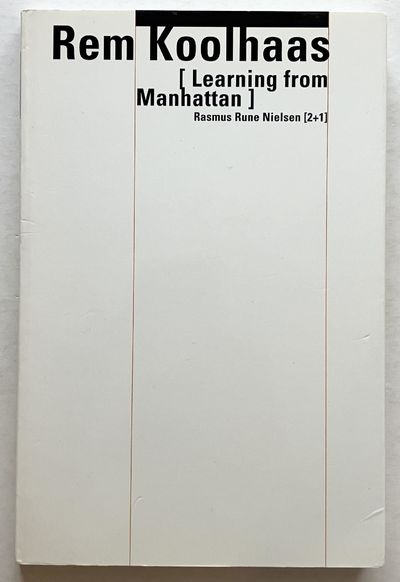 Rem Koolhaas
[ Learning from
Manhattan ]
Rasmus Rune Nielsen [2+1]